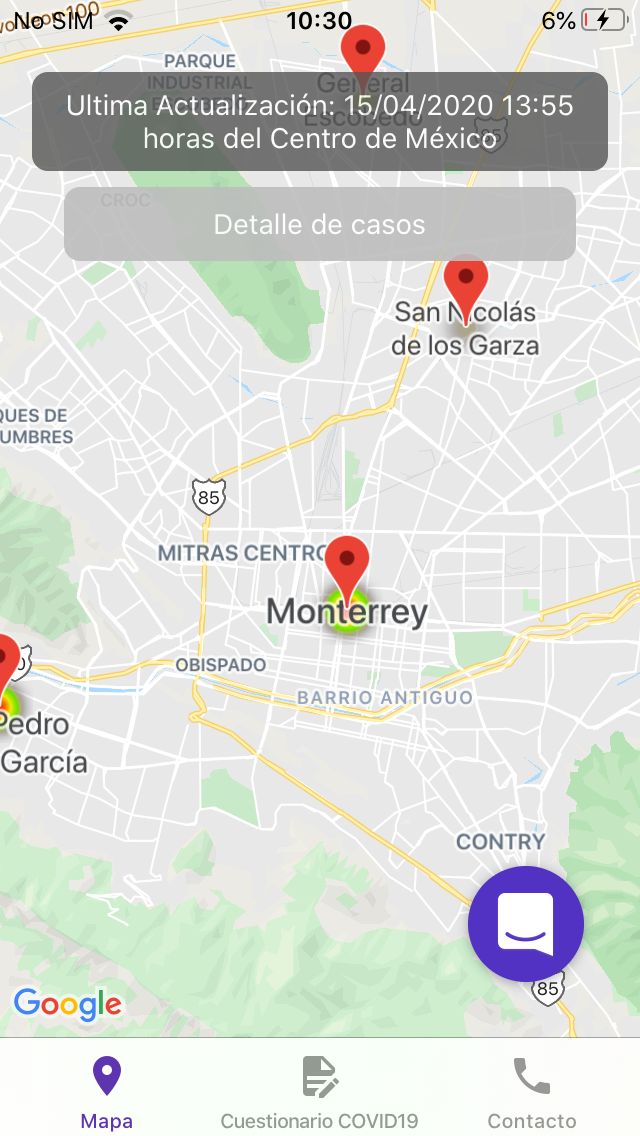 No SIM
10:30
6%
PARQUE
INDUSTRIAL
General
Escobedo
Ultima Actualización: 15/04/2020 13:55
horas del Centro de México
85
CROC
Detalle de casos
San Nicolás
de los Garza
QUES DE
UMBRES
85
MITRAS CENTRO
Monterrey
OBISPADO
BARRIO ANTIGUO
Pedro
García
CONTRY
85
Google
Mapa
Cuestionario COVID19
Contacto